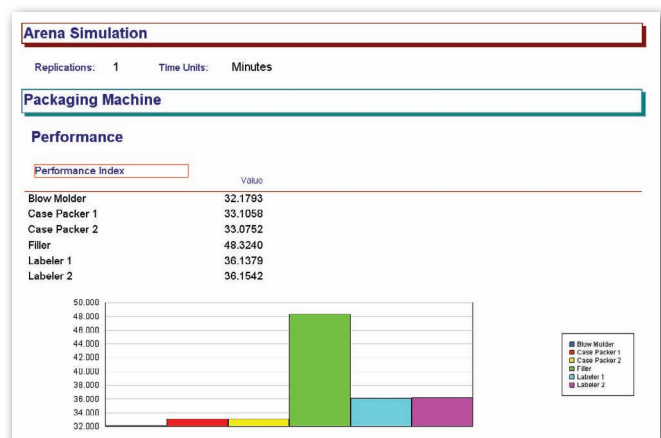 Arena Simulation
Replications: 1 Time Units: Minutes
Packaging Machine
Performance
Performance Index
Value
Blow Molder 32.1793
Case Packer 1 33.1058
Case Packer 2 33.0752
Filler 48.3240
Labeler 1 36.1379
Labeler 2 36.1542
50.000
48.000
46.000
44.000
42.000
40.000
38.000
36.000
34.000
32.000
Blow Molder
Case Packer 1
Case Packer 2
Filler
Labeler 1
Labeler 2